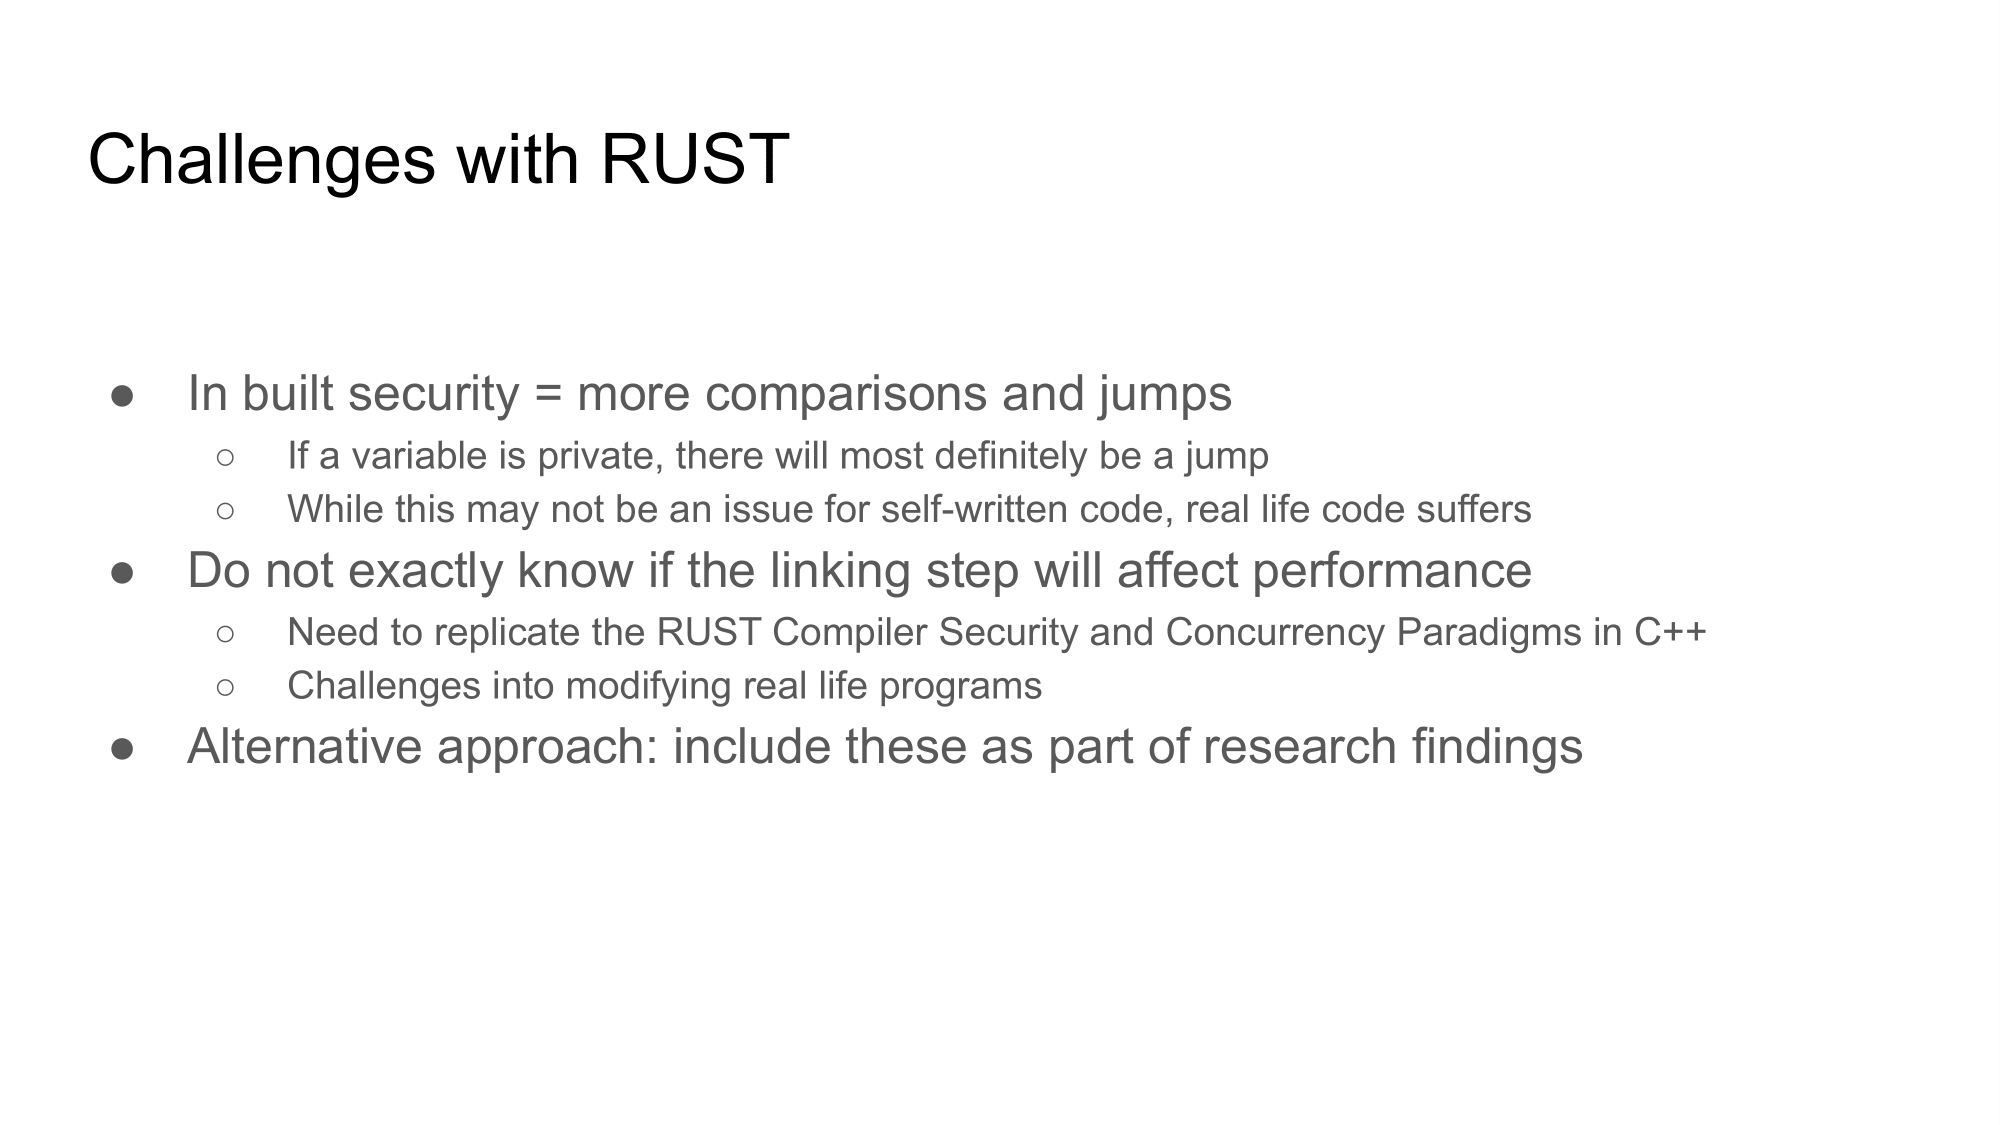 Challenges with RUST
● In built security = more comparisons and jumps
○ If a variable is private, there will most definitely be a jump
○ While this may not be an issue for self-written code, real life code suffers
● Do not exactly know if the linking step will affect performance
○ Need to replicate the RUST Compiler Security and Concurrency Paradigms in C++
○ Challenges into modifying real life programs
● Alternative approach: include these as part of research findings